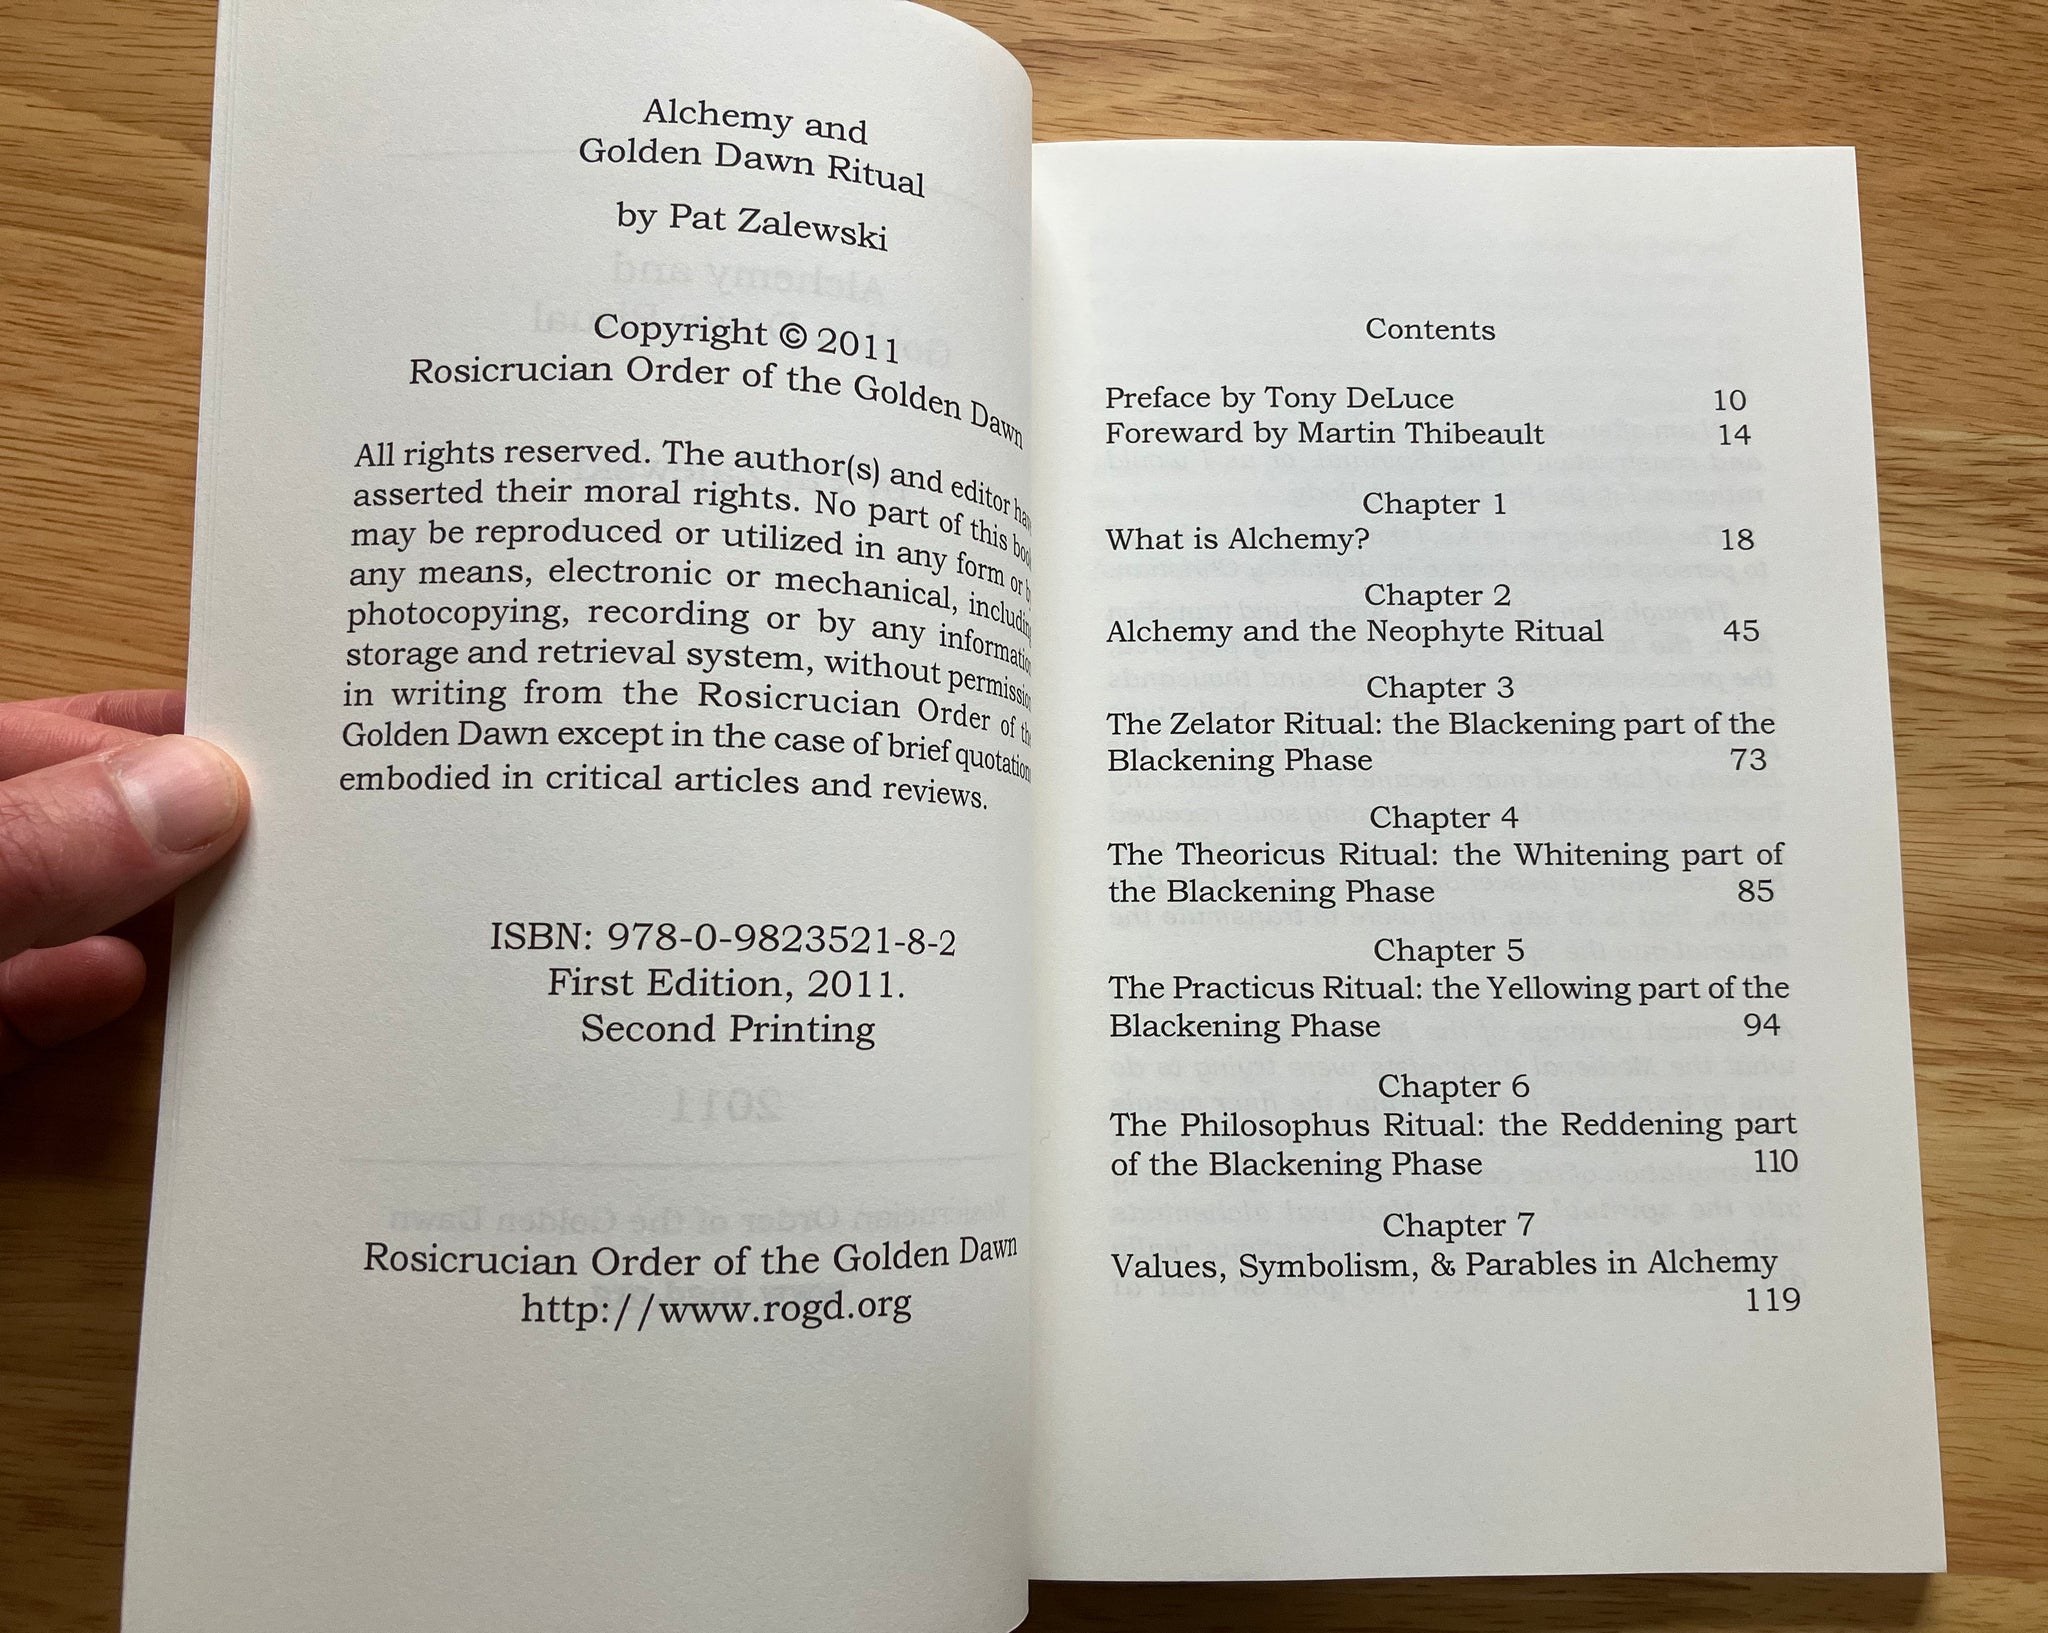 Alchemy and
Golden Dawn Ritual
by Pat Zalewski
Copyright © 2011
Rosicrucian Order of the Golden Dawn
All rights reserved. The author(s) and editor have
asserted their moral rights. No part of this book
may be reproduced or utilized in any form or by
any means, electronic or mechanical, including
photocopying, recording or by any information
storage and retrieval system, without permission
in writing from the Rosicrucian Order of the
Golden Dawn except in the case of brief quotations
embodied in critical articles and reviews.
ISBN: 978-0-9823521-8-2
First Edition, 2011.
Second Printing
Rosicrucian Order of the Golden Dawn
http://www.rogd.org
Contents
Preface by Tony DeLuce 10
Foreward by Martin Thibeault 14
Chapter 1
What is Alchemy? 18
Chapter 2
Alchemy and the Neophyte Ritual 45
Chapter 3
The Zelator Ritual: the Blackening part of the
Blackening Phase 73
Chapter 4
The Theoricus Ritual: the Whitening part of
the Blackening Phase 85
Chapter 5
The Practicus Ritual: the Yellowing part of the
Blackening Phase 94
Chapter 6
The Philosophus Ritual: the Reddening part
of the Blackening Phase 110
Chapter 7
Values, Symbolism, & Parables in Alchemy
119